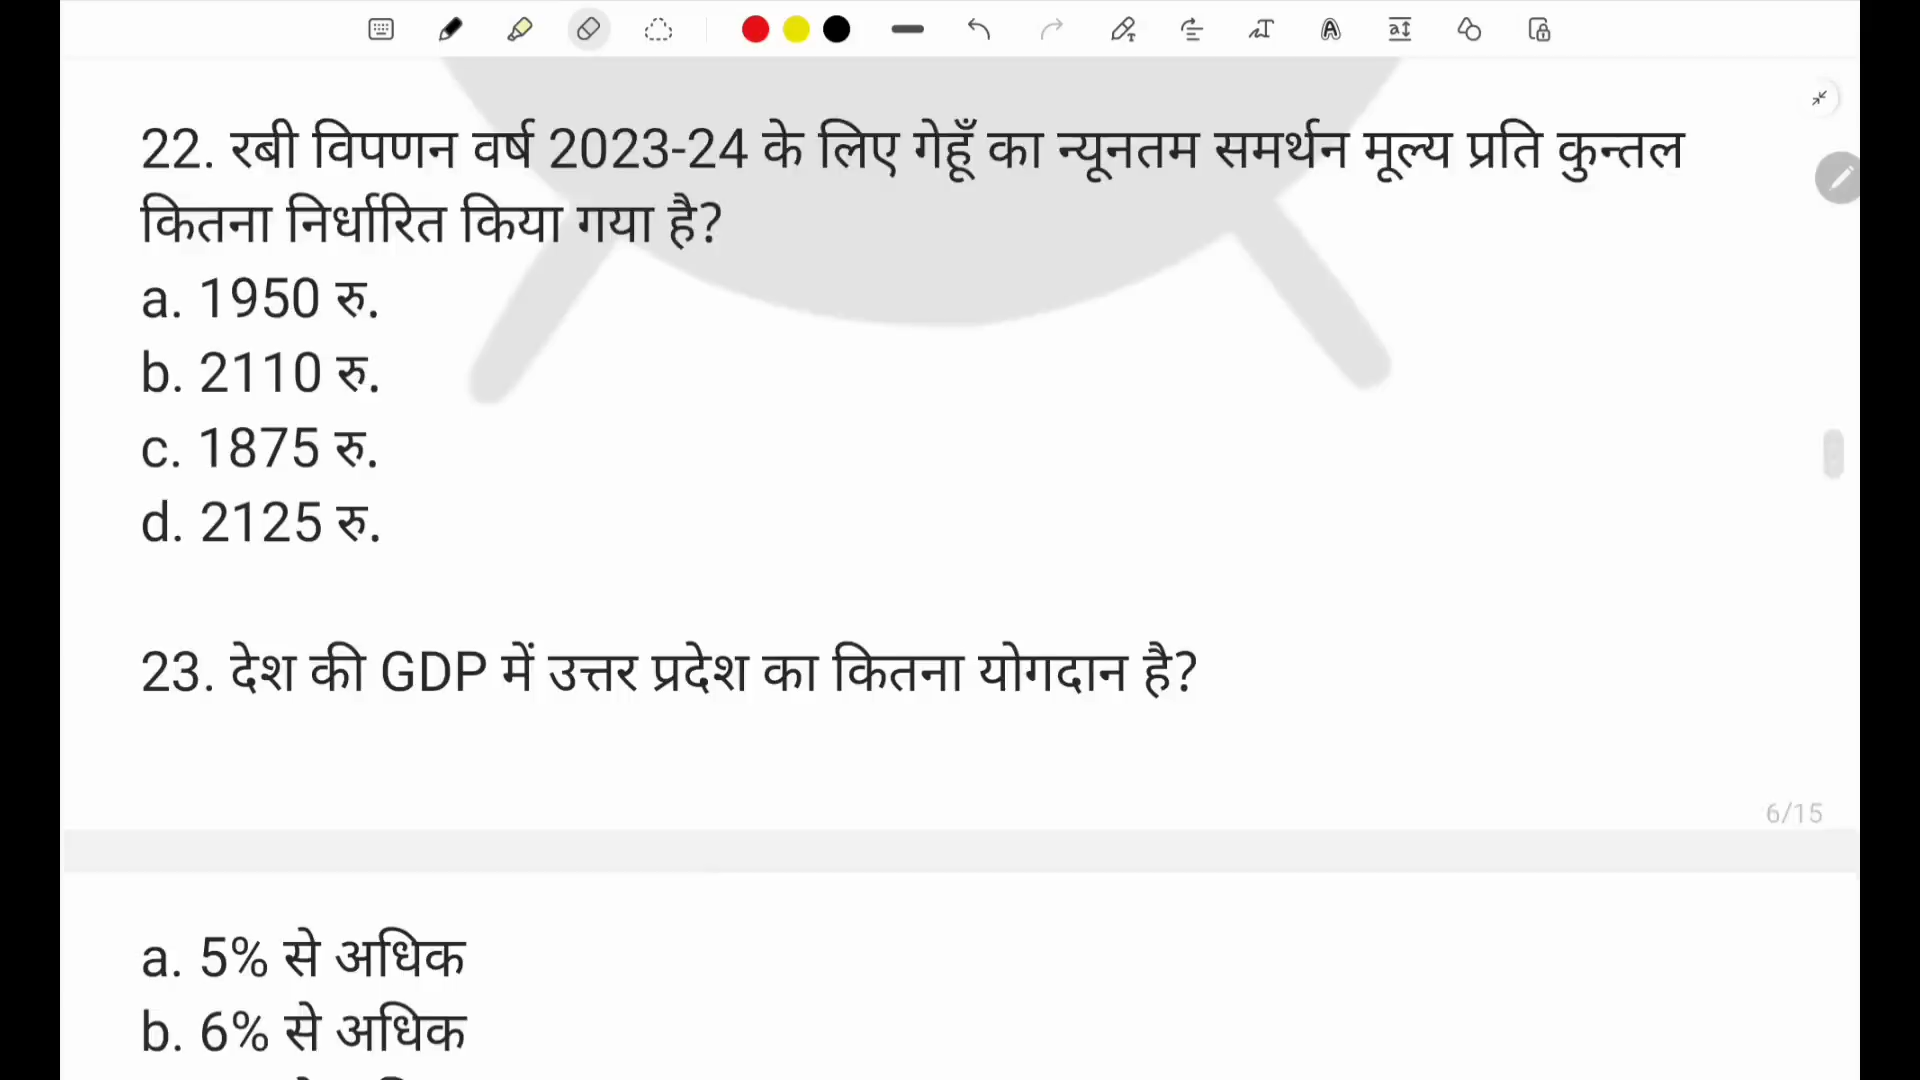 22. रबी विपणन वर्ष 2023-24 के लिए गेहूँ का न्यूनतम समर्थन मूल्य प्रति कुन्तल
कितना निर्धारित किया गया है?
a. 1950 रु.
b. 2110 रु.
c. 1875 रु.
d. 2125 रु.
23. देश की GDP में उत्तर प्रदेश का कितना योगदान है?
6/15
a. 5% से अधिक
b. 6% से अधिक